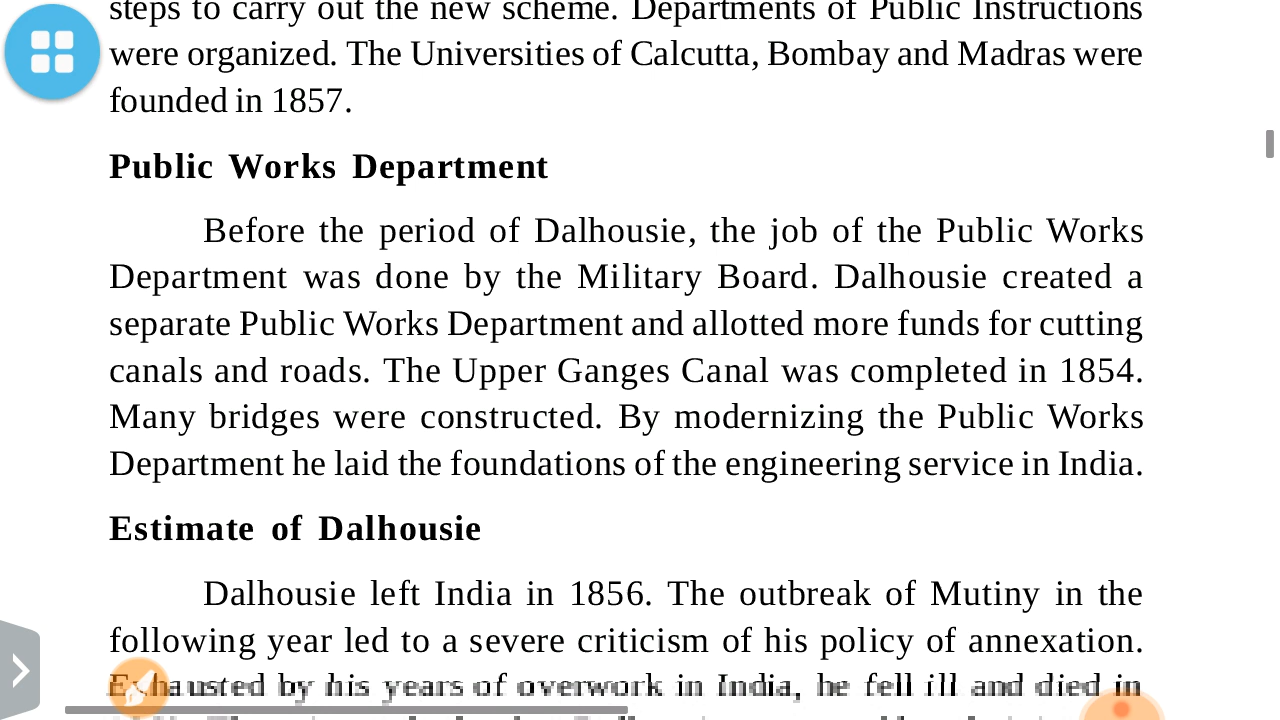 steps to carry out the new scheme. Departments of Public Instructions
were organized. The Universities of Calcutta, Bombay and Madras were
founded in 1857.
Public Works Department
Before the period of Dalhousie, the job of the Public Works
Department was done by the Military Board. Dalhousie created a
separate Public Works Department and allotted more funds for cutting
canals and roads. The Upper Ganges Canal was completed in 1854.
Many bridges were constructed. By modernizing the Public Works
Department he laid the foundations of the engineering service in India.
Estimate of Dalhousie
Dalhousie left India in 1856. The outbreak of Mutiny in the
following year led to a severe criticism of his policy of annexation.
Exhausted by his years of overwork in India, he fell ill and died in